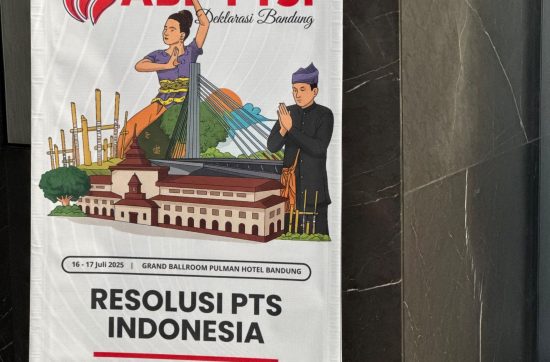 Deklarasi Bandung
16 - 17 Juli 2025 | GRAND BALLROOM PULMAN HOTEL BANDUNG
RESOLUSI PTS
INDONESIA